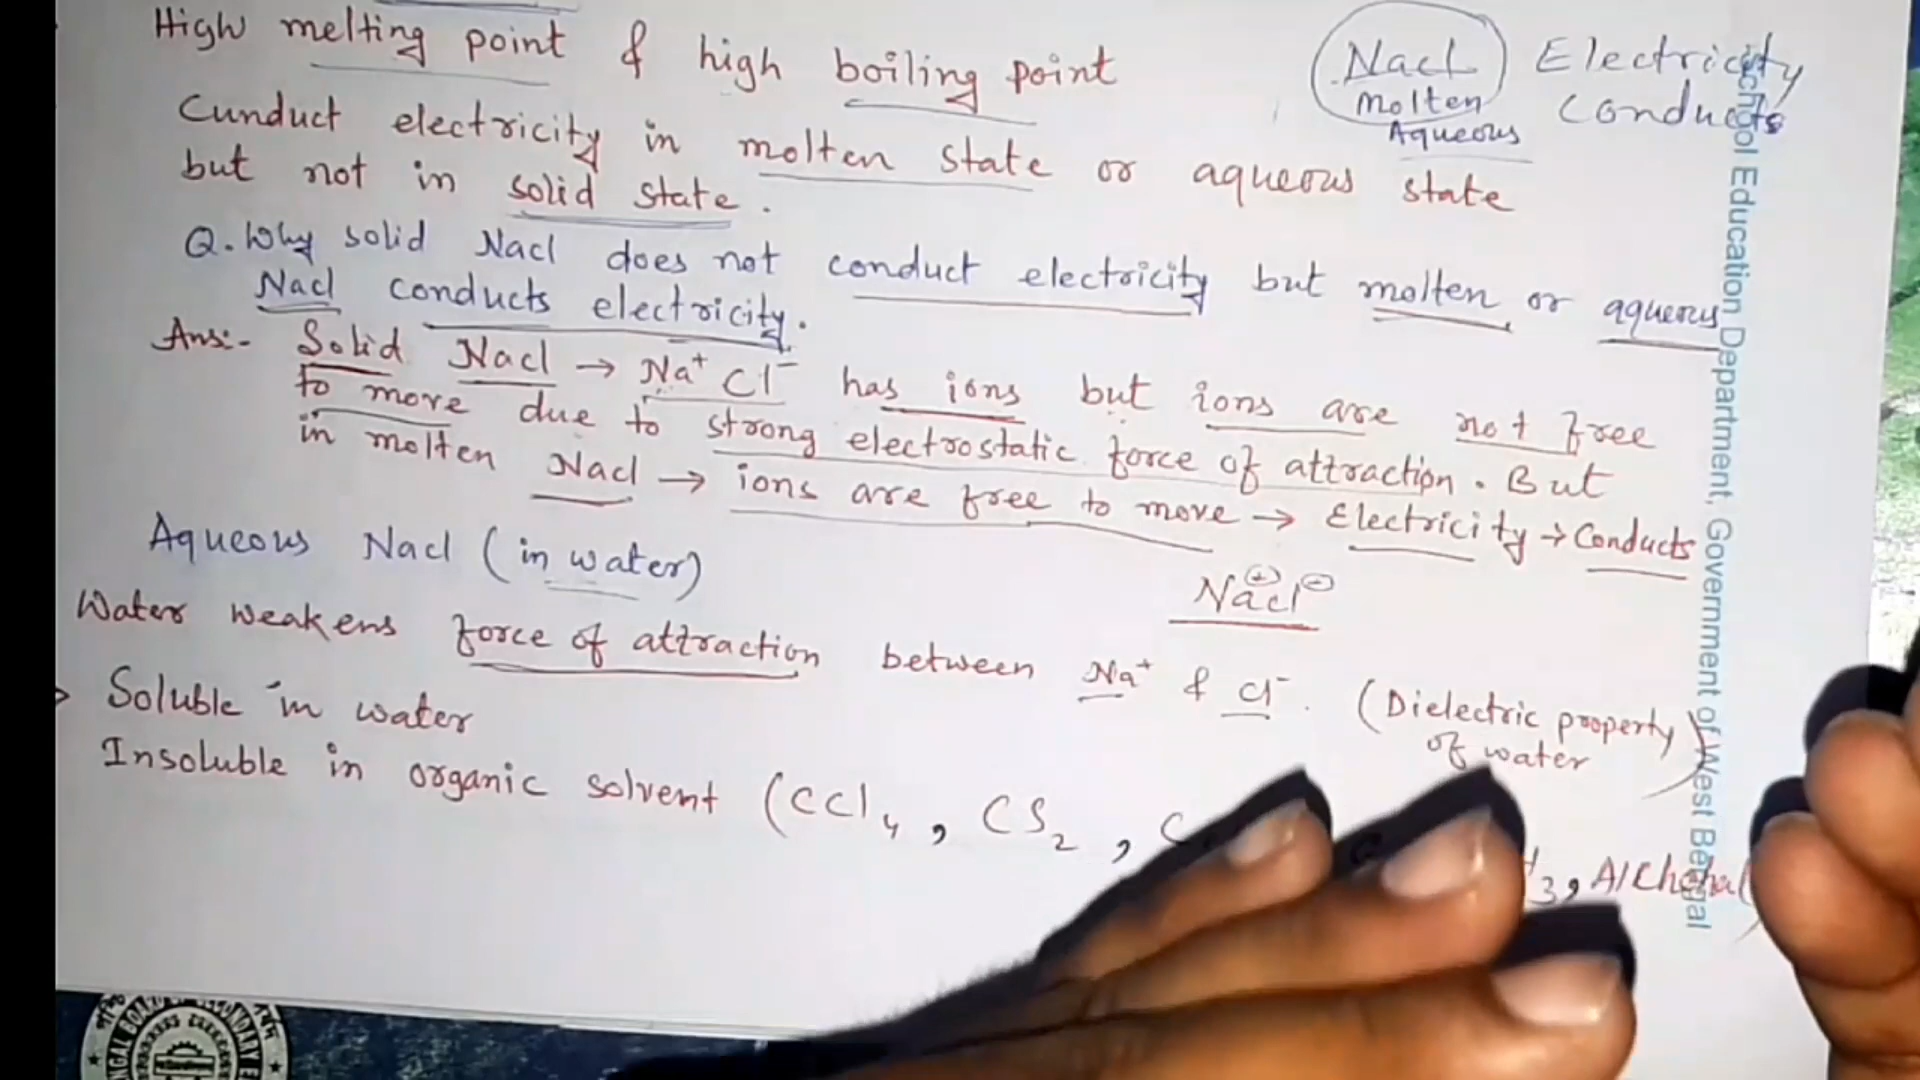 High melting point & high boiling point
NaCl Electricity
Molten Conducts
Aqueous
Cunduct electricity in molten state or aqueous state
but not in solid state.
Q. Why solid Nacl does not conduct electricity but molten or aqueous
Nacl conducts electricity.
Ans:- Solid Nacl → Na⁺ Cl⁻ has ions but ions are not free
to more due to strong electrostatic force of attraction. But
in molten Nacl → ions are free to move → Electricity → Conducts
Aqueous Nacl (in water)
Na⊕cl⊖
Water weakens force of attraction between Na⁺ & Cl⁻. (Dielectric property
of water)
Soluble in water
Insoluble in organic solvent (CCl₄, CS₂, C
3, Alchohal)
School Education Department, Government of West Bengal